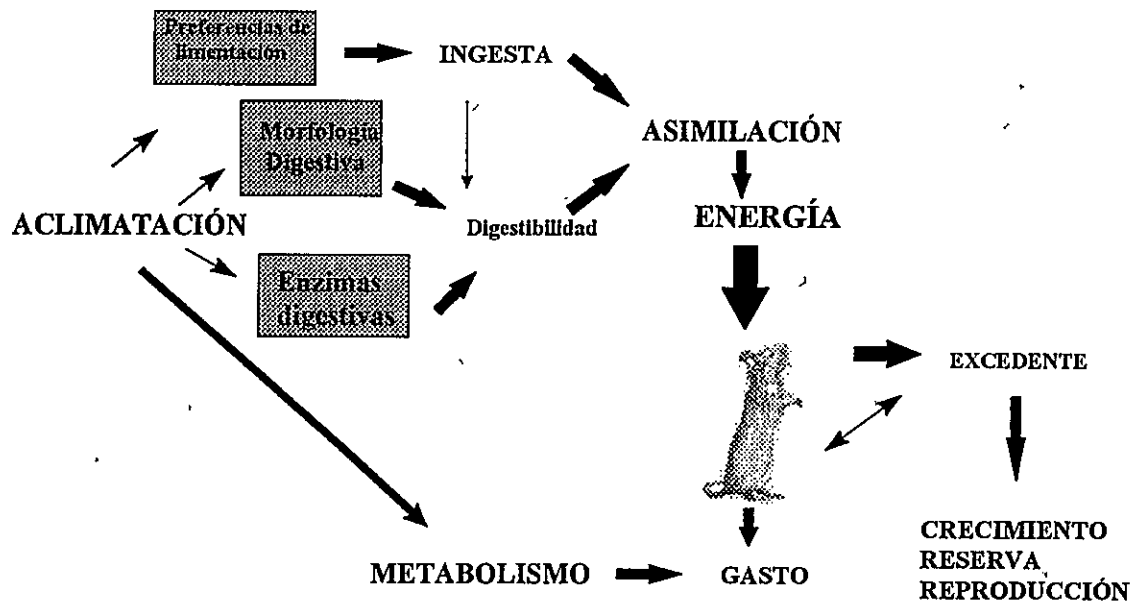 Preferencias de
limentación
INGESTA
Morfología
Digestiva
ASIMILACIÓN
ENERGÍA
ACLIMATACIÓN
Digestibilidad
Enzimas
digestivas
EXCEDENTE
METABOLISMO
GASTO
CRECIMIENTO
RESERVA
REPRODUCCIÓN